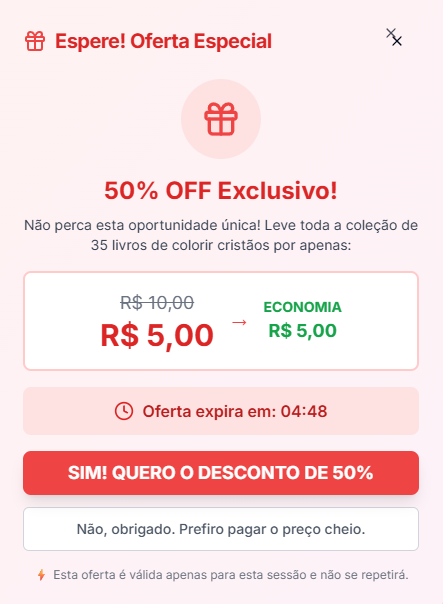 Espere! Oferta Especial
50% OFF Exclusivo!
Não perca esta oportunidade única! Leve toda a coleção de
35 livros de colorir cristãos por apenas:
R$ 10,00
R$ 5,00
→
ECONOMIA
R$ 5,00
Oferta expira em: 04:48
SIM! QUERO O DESCONTO DE 50%
Não, obrigado. Prefiro pagar o preço cheio.
Esta oferta é válida apenas para esta sessão e não se repetirá.